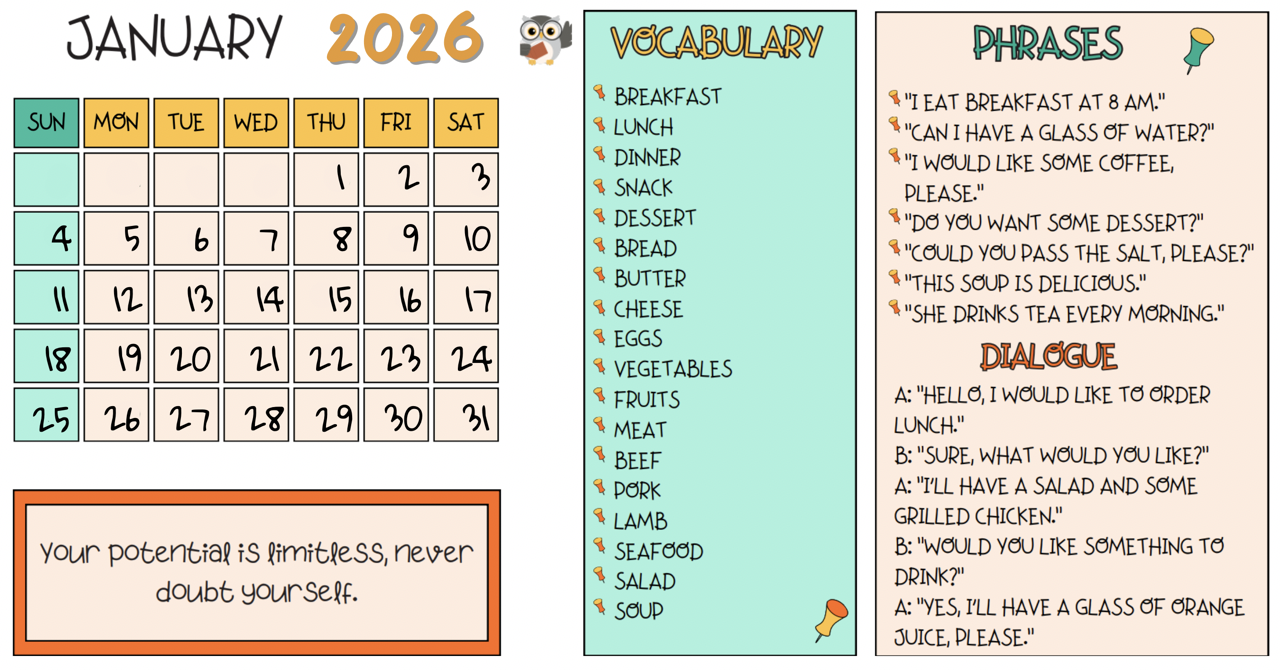 JANUARY 2026
SUN MON TUE WED THU FRI SAT
1 2 3
4 5 6 7 8 9 10
11 12 13 14 15 16 17
18 19 20 21 22 23 24
25 26 27 28 29 30 31
Your potential is limitless, never
doubt yourself.
VOCABULARY
BREAKFAST
LUNCH
DINNER
SNACK
DESSERT
BREAD
BUTTER
CHEESE
EGGS
VEGETABLES
FRUITS
MEAT
BEEF
PORK
LAMB
SEAFOOD
SALAD
SOUP
PHRASES
"I EAT BREAKFAST AT 8 AM."
"CAN I HAVE A GLASS OF WATER?"
"I WOULD LIKE SOME COFFEE,
PLEASE."
"DO YOU WANT SOME DESSERT?"
"COULD YOU PASS THE SALT, PLEASE?"
"THIS SOUP IS DELICIOUS."
"SHE DRINKS TEA EVERY MORNING."
DIALOGUE
A: "HELLO, I WOULD LIKE TO ORDER
LUNCH."
B: "SURE, WHAT WOULD YOU LIKE?"
A: "I'LL HAVE A SALAD AND SOME
GRILLED CHICKEN."
B: "WOULD YOU LIKE SOMETHING TO
DRINK?"
A: "YES, I'LL HAVE A GLASS OF ORANGE
JUICE, PLEASE."